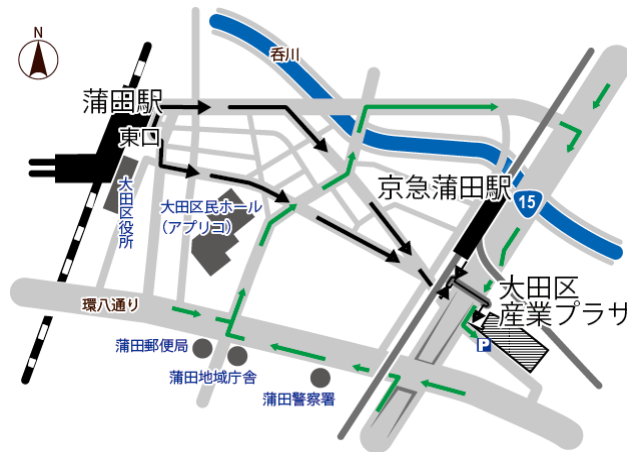 N
呑川
蒲田駅
東口
大田区役所
大田区民ホール
（アプリコ）
京急蒲田駅
15
大田区
産業プラザ
P
環八通り
蒲田郵便局
蒲田地域庁舎
蒲田警察署